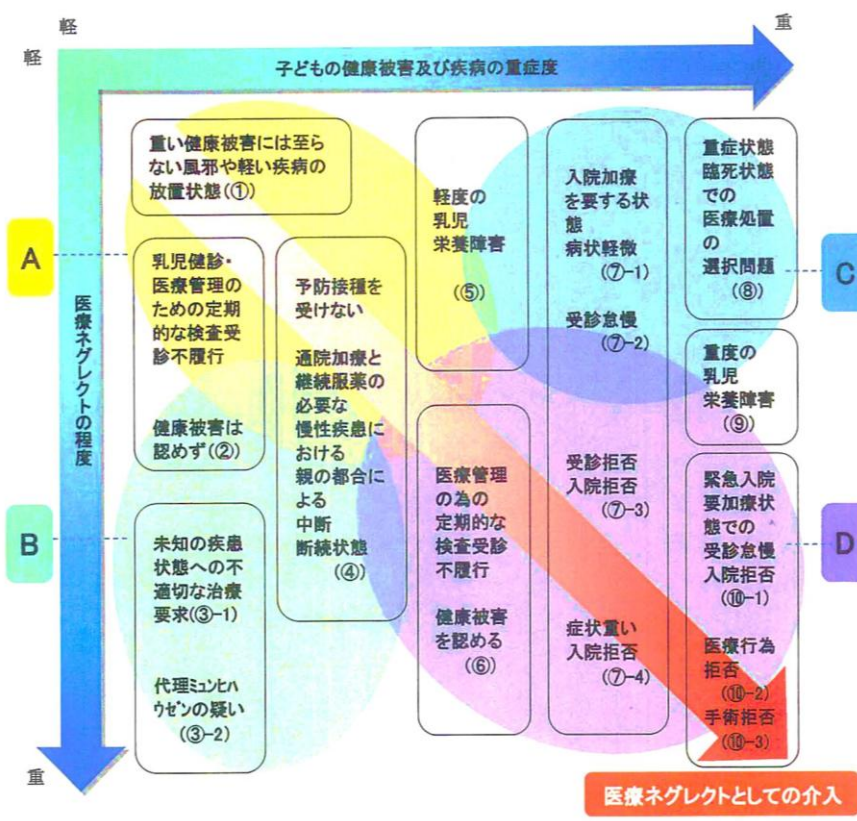 軽
重
軽
子どもの健康被害及び疾病の重症度
重い健康被害には至ら
ない風邪や軽い疾病の
放置状態(①)
A
乳児健診・
医療管理の
ための定期
的な検査受
診不履行
健康被害は
認めず(②)
予防接種を
受けない
通院加療と
継続服薬の
必要な
慢性疾患に
おける
親の都合に
よる
中断
断続状態
(④)
軽度の
乳児
栄養障害
(⑤)
入院加療
を要する状
態
病状軽微
(⑦-1)
受診怠慢
(⑦-2)
受診拒否
入院拒否
(⑦-3)
症状重い
入院拒否
(⑦-4)
重症状態
臨死状態
での
医療処置
の
選択問題
(⑧)
C
重度の
乳児
栄養障害
(⑨)
医療ネグレクトの程度
B
未知の疾患
状態への不
適切な治療
要求(③-1)
代理ミュンヒハ
ウゼンの疑い
(③-2)
医療管理
の為の
定期的な
検査受診
不履行
健康被害
を認める
(⑥)
緊急入院
要加療状
態での
受診怠慢
入院拒否
(⑩-1)
医療行為
拒否
(⑩-2)
手術拒否
(⑩-3)
D
重
医療ネグレクトとしての介入